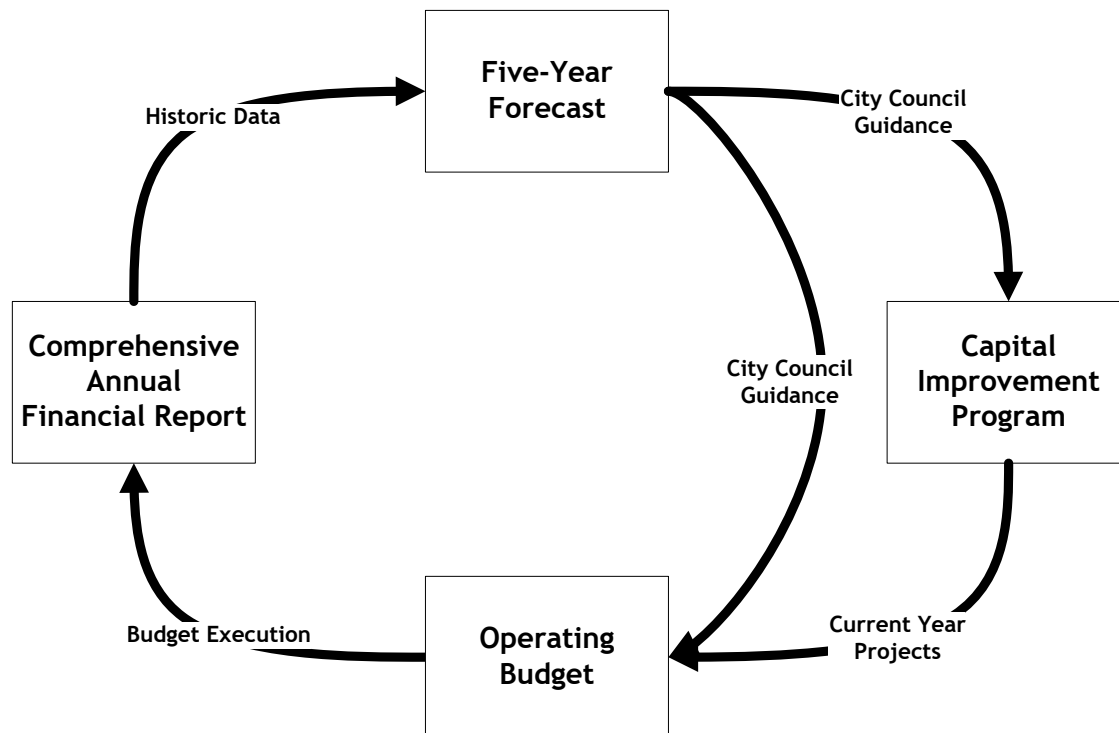 Five-Year
Forecast
Historic Data
City Council
Guidance
Comprehensive
Annual
Financial Report
City Council
Guidance
Capital
Improvement
Program
Budget Execution
Operating
Budget
Current Year
Projects